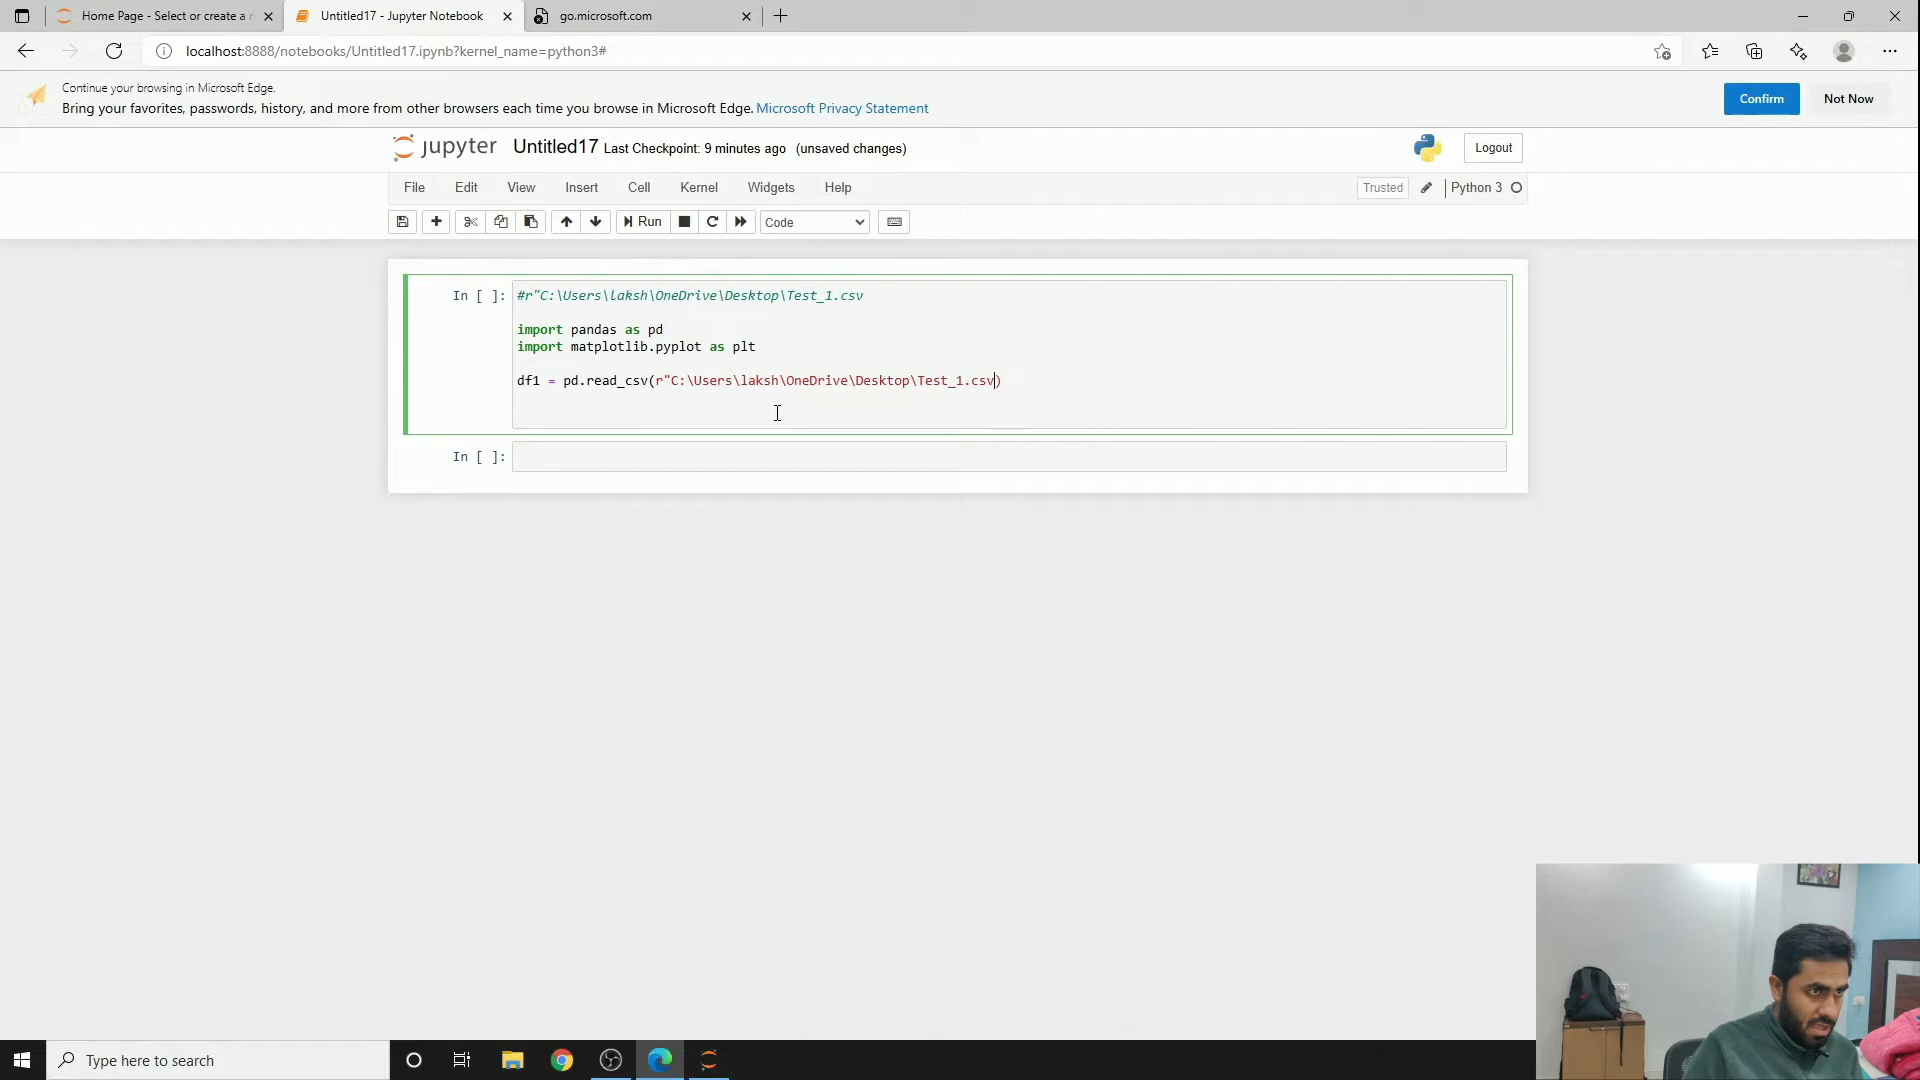 Home Page - Select or create a n
Untitled17 - Jupyter Notebook
go.microsoft.com
localhost:8888/notebooks/Untitled17.ipynb?kernel_name=python3#
Continue your browsing in Microsoft Edge.
Bring your favorites, passwords, history, and more from other browsers each time you browse in Microsoft Edge. Microsoft Privacy Statement
Confirm
Not Now
jupyter Untitled17 Last Checkpoint: 9 minutes ago (unsaved changes)
Logout
File Edit View Insert Cell Kernel Widgets Help
Trusted
Python 3
Run
Code
In [ ]:
#r"C:\Users\laksh\OneDrive\Desktop\Test_1.csv
import pandas as pd
import matplotlib.pyplot as plt
df1 = pd.read_csv(r"C:\Users\laksh\OneDrive\Desktop\Test_1.csv)
In [ ]:
Type here to search